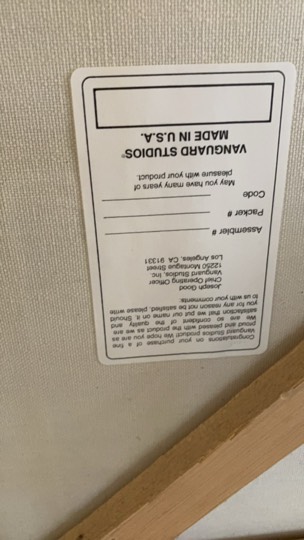 Congratulations on your purchase of a fine
Vanguard Studios product! We hope you are as
proud and pleased with the product as we are
We are so confident of the quality and
satisfaction that we put our name on it. Should
you for any reason not be satisfied, please write
to us with your comments:
Joseph Good
Chief Operating Officer
Vanguard Studios, Inc.
12250 Montague Street
Los Angeles, CA 91331
Assembler #
Packer #
Code
May you have many years of
pleasure with your product.
VANGUARD STUDIOS®
MADE IN U.S.A.